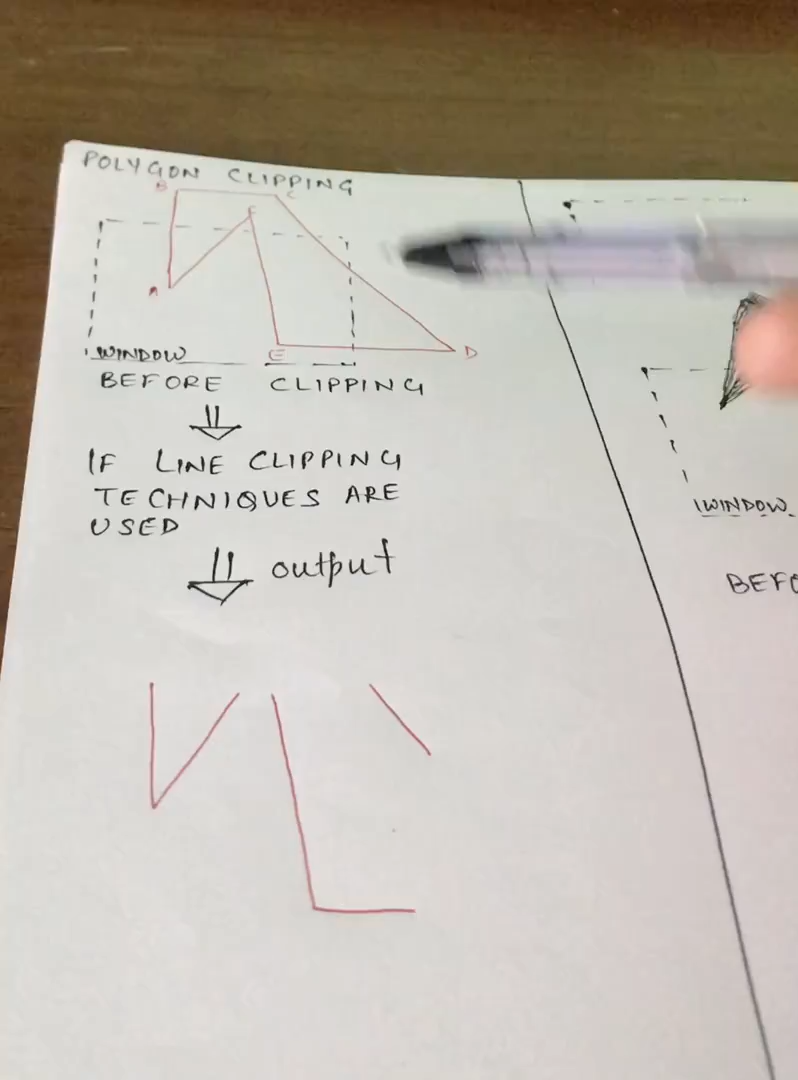 POLYGON CLIPPING
B
C
F
A
WINDOW
E
D
BEFORE CLIPPING
IF LINE CLIPPING
TECHNIQUES ARE
USED
output
WINDOW
BEFO